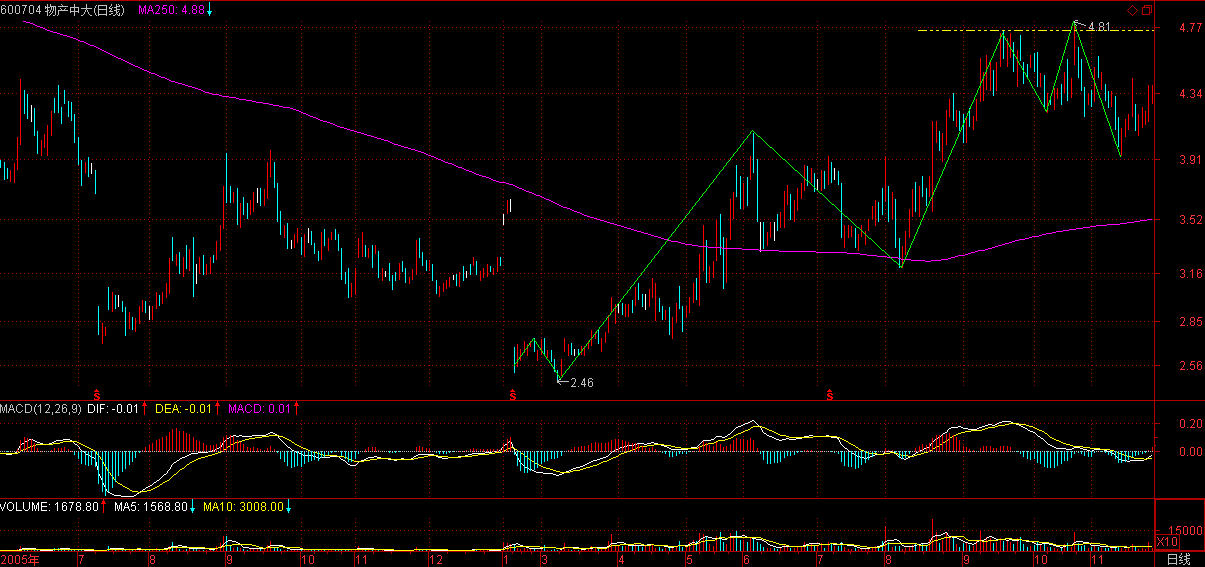 600704 物产中大(日线) MA250: 4.88↓
4.81
4.77
4.34
3.91
3.52
3.16
2.85
2.56
2.46
S S S
MACD(12,26,9) DIF: -0.01↑ DEA: -0.01↑ MACD: 0.01↑
0.20
0.00
VOLUME: 1678.80↑ MA5: 1568.80↓ MA10: 3008.00↓
15000
X10
2005年 7 8 9 10 11 12 1 3 4 5 6 7 8 9 10 11 日线